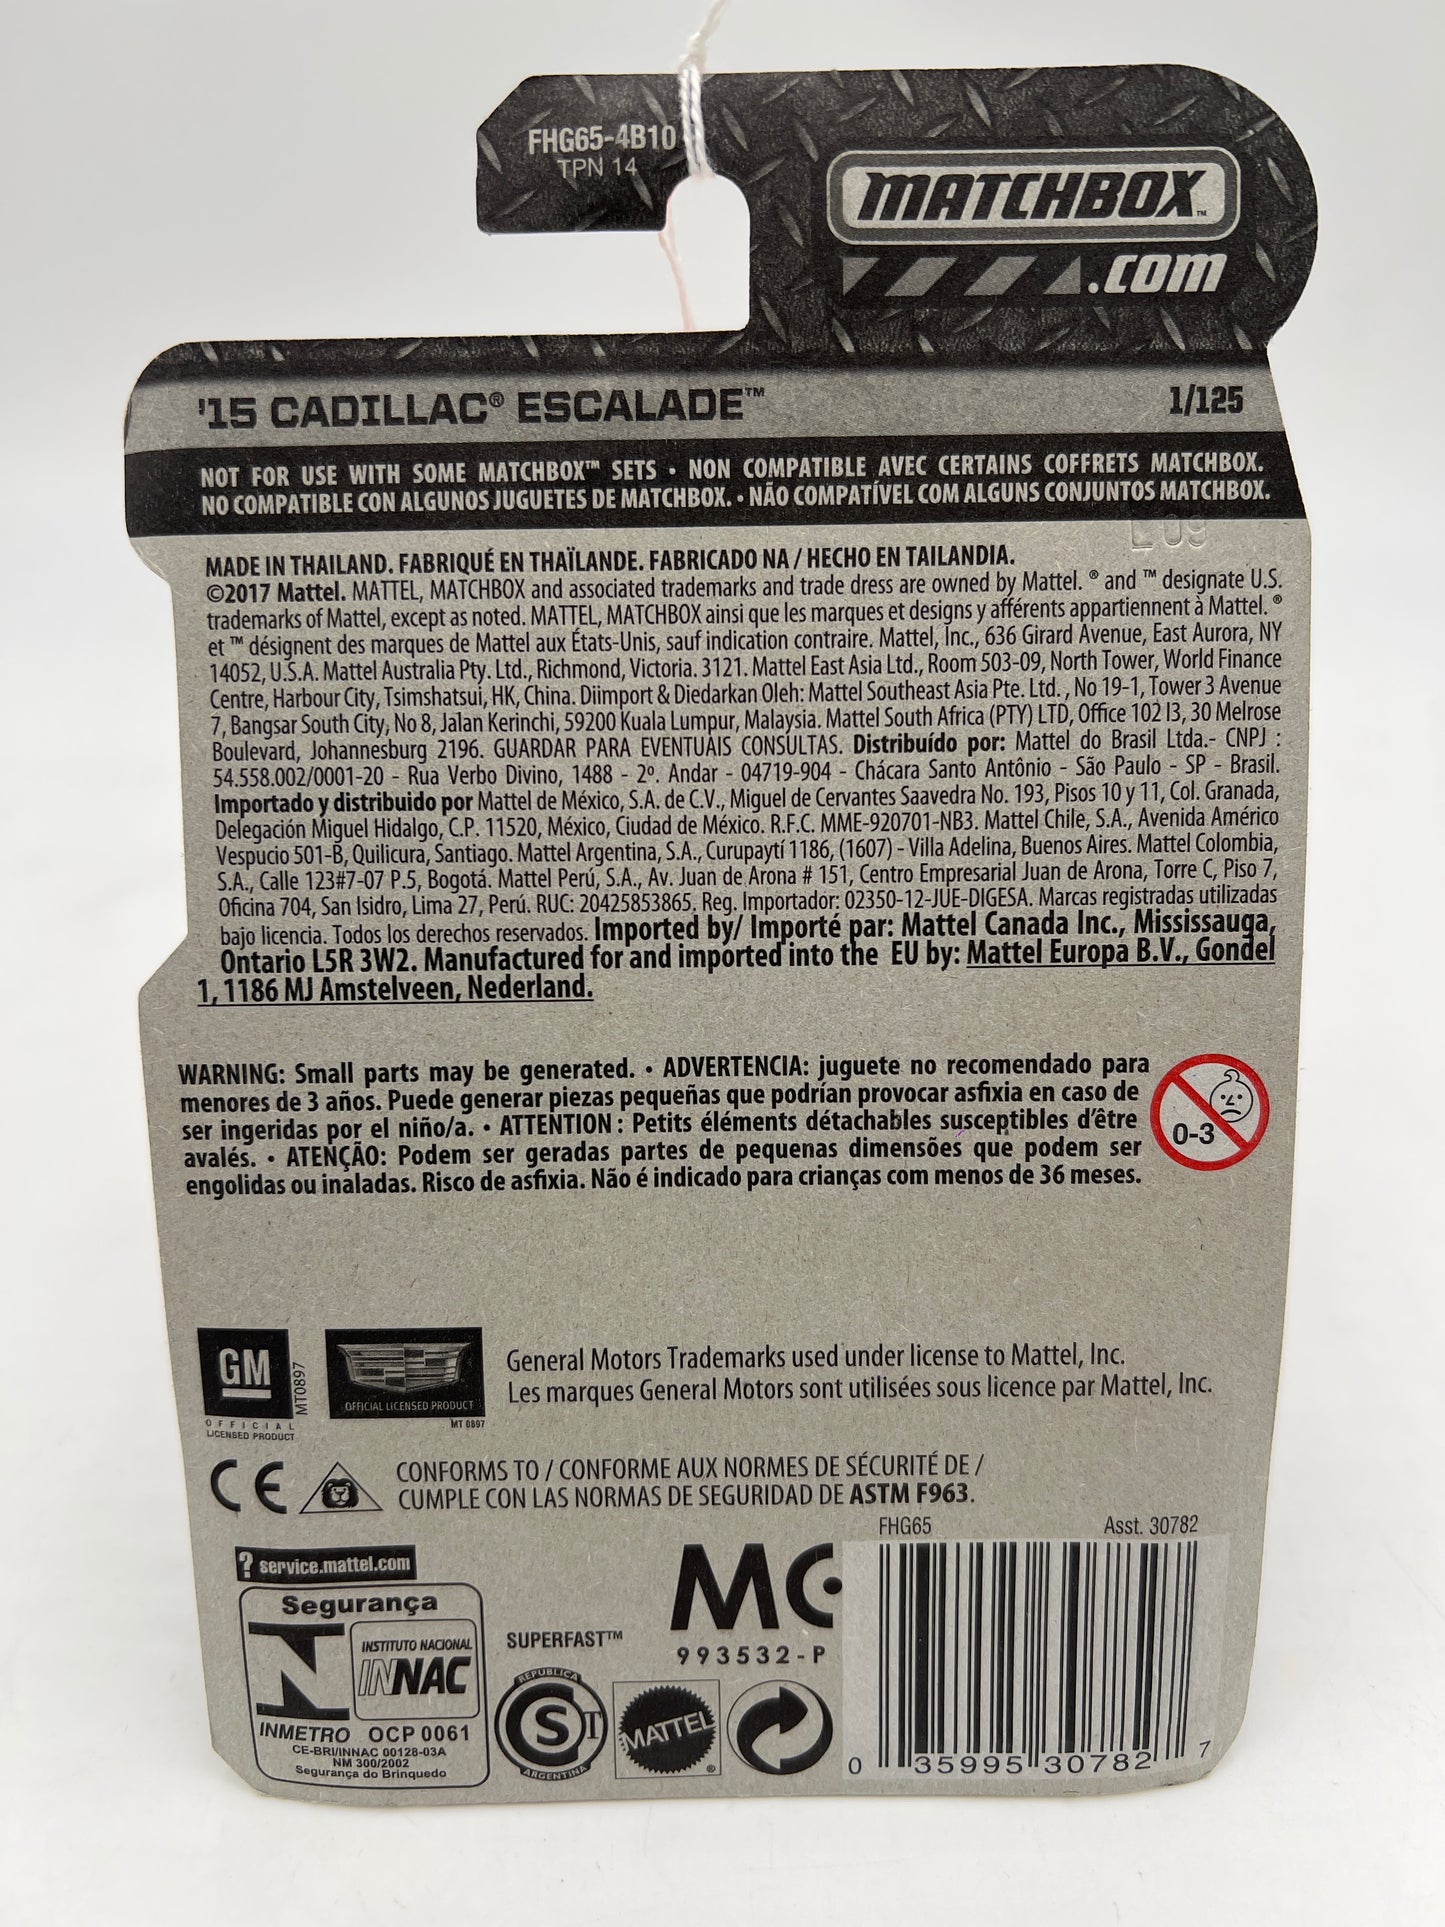 FHG65-4B10
TPN 14
MATCHBOX™
.COM
'15 CADILLAC® ESCALADE™ 1/125
NOT FOR USE WITH SOME MATCHBOX™ SETS • NON COMPATIBLE AVEC CERTAINS COFFRETS MATCHBOX.
NO COMPATIBLE CON ALGUNOS JUGUETES DE MATCHBOX. • NÃO COMPATÍVEL COM ALGUNS CONJUNTOS MATCHBOX.
L 09
MADE IN THAILAND. FABRIQUÉ EN THAÏLANDE. FABRICADO NA / HECHO EN TAILANDIA.
©2017 Mattel. MATTEL, MATCHBOX and associated trademarks and trade dress are owned by Mattel. ® and ™ designate U.S.
trademarks of Mattel, except as noted. MATTEL, MATCHBOX ainsi que les marques et designs y afférents appartiennent à Mattel. ®
et ™ désignent des marques de Mattel aux États-Unis, sauf indication contraire. Mattel, Inc., 636 Girard Avenue, East Aurora, NY
14052, U.S.A. Mattel Australia Pty. Ltd., Richmond, Victoria. 3121. Mattel East Asia Ltd., Room 503-09, North Tower, World Finance
Centre, Harbour City, Tsimshatsui, HK, China. Diimport & Diedarkan Oleh: Mattel Southeast Asia Pte. Ltd. , No 19-1, Tower 3 Avenue
7, Bangsar South City, No 8, Jalan Kerinchi, 59200 Kuala Lumpur, Malaysia. Mattel South Africa (PTY) LTD, Office 102 I3, 30 Melrose
Boulevard, Johannesburg 2196. GUARDAR PARA EVENTUAIS CONSULTAS. Distribuído por: Mattel do Brasil Ltda.- CNPJ :
54.558.002/0001-20 - Rua Verbo Divino, 1488 - 2º. Andar - 04719-904 - Chácara Santo Antônio - São Paulo - SP - Brasil.
Importado y distribuido por Mattel de México, S.A. de C.V., Miguel de Cervantes Saavedra No. 193, Pisos 10 y 11, Col. Granada,
Delegación Miguel Hidalgo, C.P. 11520, México, Ciudad de México. R.F.C. MME-920701-NB3. Mattel Chile, S.A., Avenida Américo
Vespucio 501-B, Quilicura, Santiago. Mattel Argentina, S.A., Curupaytí 1186, (1607) - Villa Adelina, Buenos Aires. Mattel Colombia,
S.A., Calle 123#7-07 P.5, Bogotá. Mattel Perú, S.A., Av. Juan de Arona # 151, Centro Empresarial Juan de Arona, Torre C, Piso 7,
Oficina 704, San Isidro, Lima 27, Perú. RUC: 20425853865. Reg. Importador: 02350-12-JUE-DIGESA. Marcas registradas utilizadas
bajo licencia. Todos los derechos reservados. Imported by/ Importé par: Mattel Canada Inc., Mississauga,
Ontario L5R 3W2. Manufactured for and imported into the EU by: Mattel Europa B.V., Gondel
1, 1186 MJ Amstelveen, Nederland.
WARNING: Small parts may be generated. • ADVERTENCIA: juguete no recomendado para
menores de 3 años. Puede generar piezas pequeñas que podrían provocar asfixia en caso de
ser ingeridas por el niño/a. • ATTENTION : Petits éléments détachables susceptibles d'être
avalés. • ATENÇÃO: Podem ser geradas partes de pequenas dimensões que podem ser
engolidas ou inaladas. Risco de asfixia. Não é indicado para crianças com menos de 36 meses.
0-3
GM
MT0897
OFFICIAL
LICENSED PRODUCT
OFFICIAL LICENSED PRODUCT
MT 0897
General Motors Trademarks used under license to Mattel, Inc.
Les marques General Motors sont utilisées sous licence par Mattel, Inc.
CE
CONFORMS TO / CONFORME AUX NORMES DE SÉCURITÉ DE /
CUMPLE CON LAS NORMAS DE SEGURIDAD DE ASTM F963.
FHG65 Asst. 30782
? service.mattel.com
Segurança
INSTITUTO NACIONAL
INNAC
INMETRO OCP 0061
CE-BRI/INNAC 00128-03A
NM 300/2002
Segurança do Brinquedo
SUPERFAST™
MC
993532-P
REPUBLICA
S T
ARGENTINA
MATTEL®
0 35995 30782 7